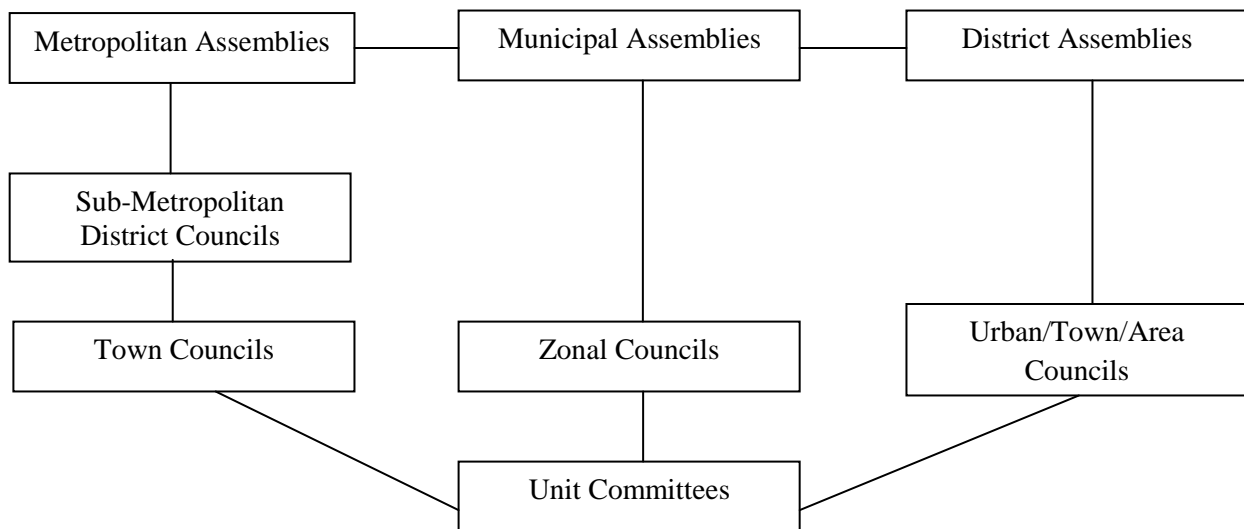 Metropolitan Assemblies
Municipal Assemblies
District Assemblies
Sub-Metropolitan
District Councils
Town Councils
Zonal Councils
Urban/Town/Area
Councils
Unit Committees